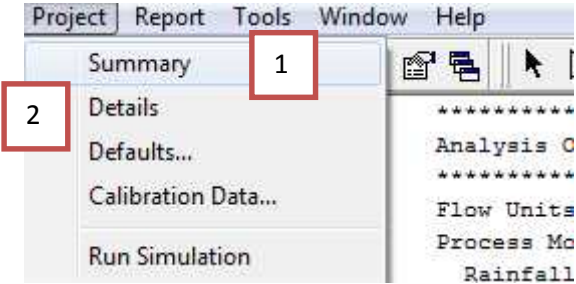 Project Report Tools Window Help
Summary 1
2 Details
Defaults...
Calibration Data...
Run Simulation
**********
Analysis O
**********
Flow Units
Process Mo
Rainfall